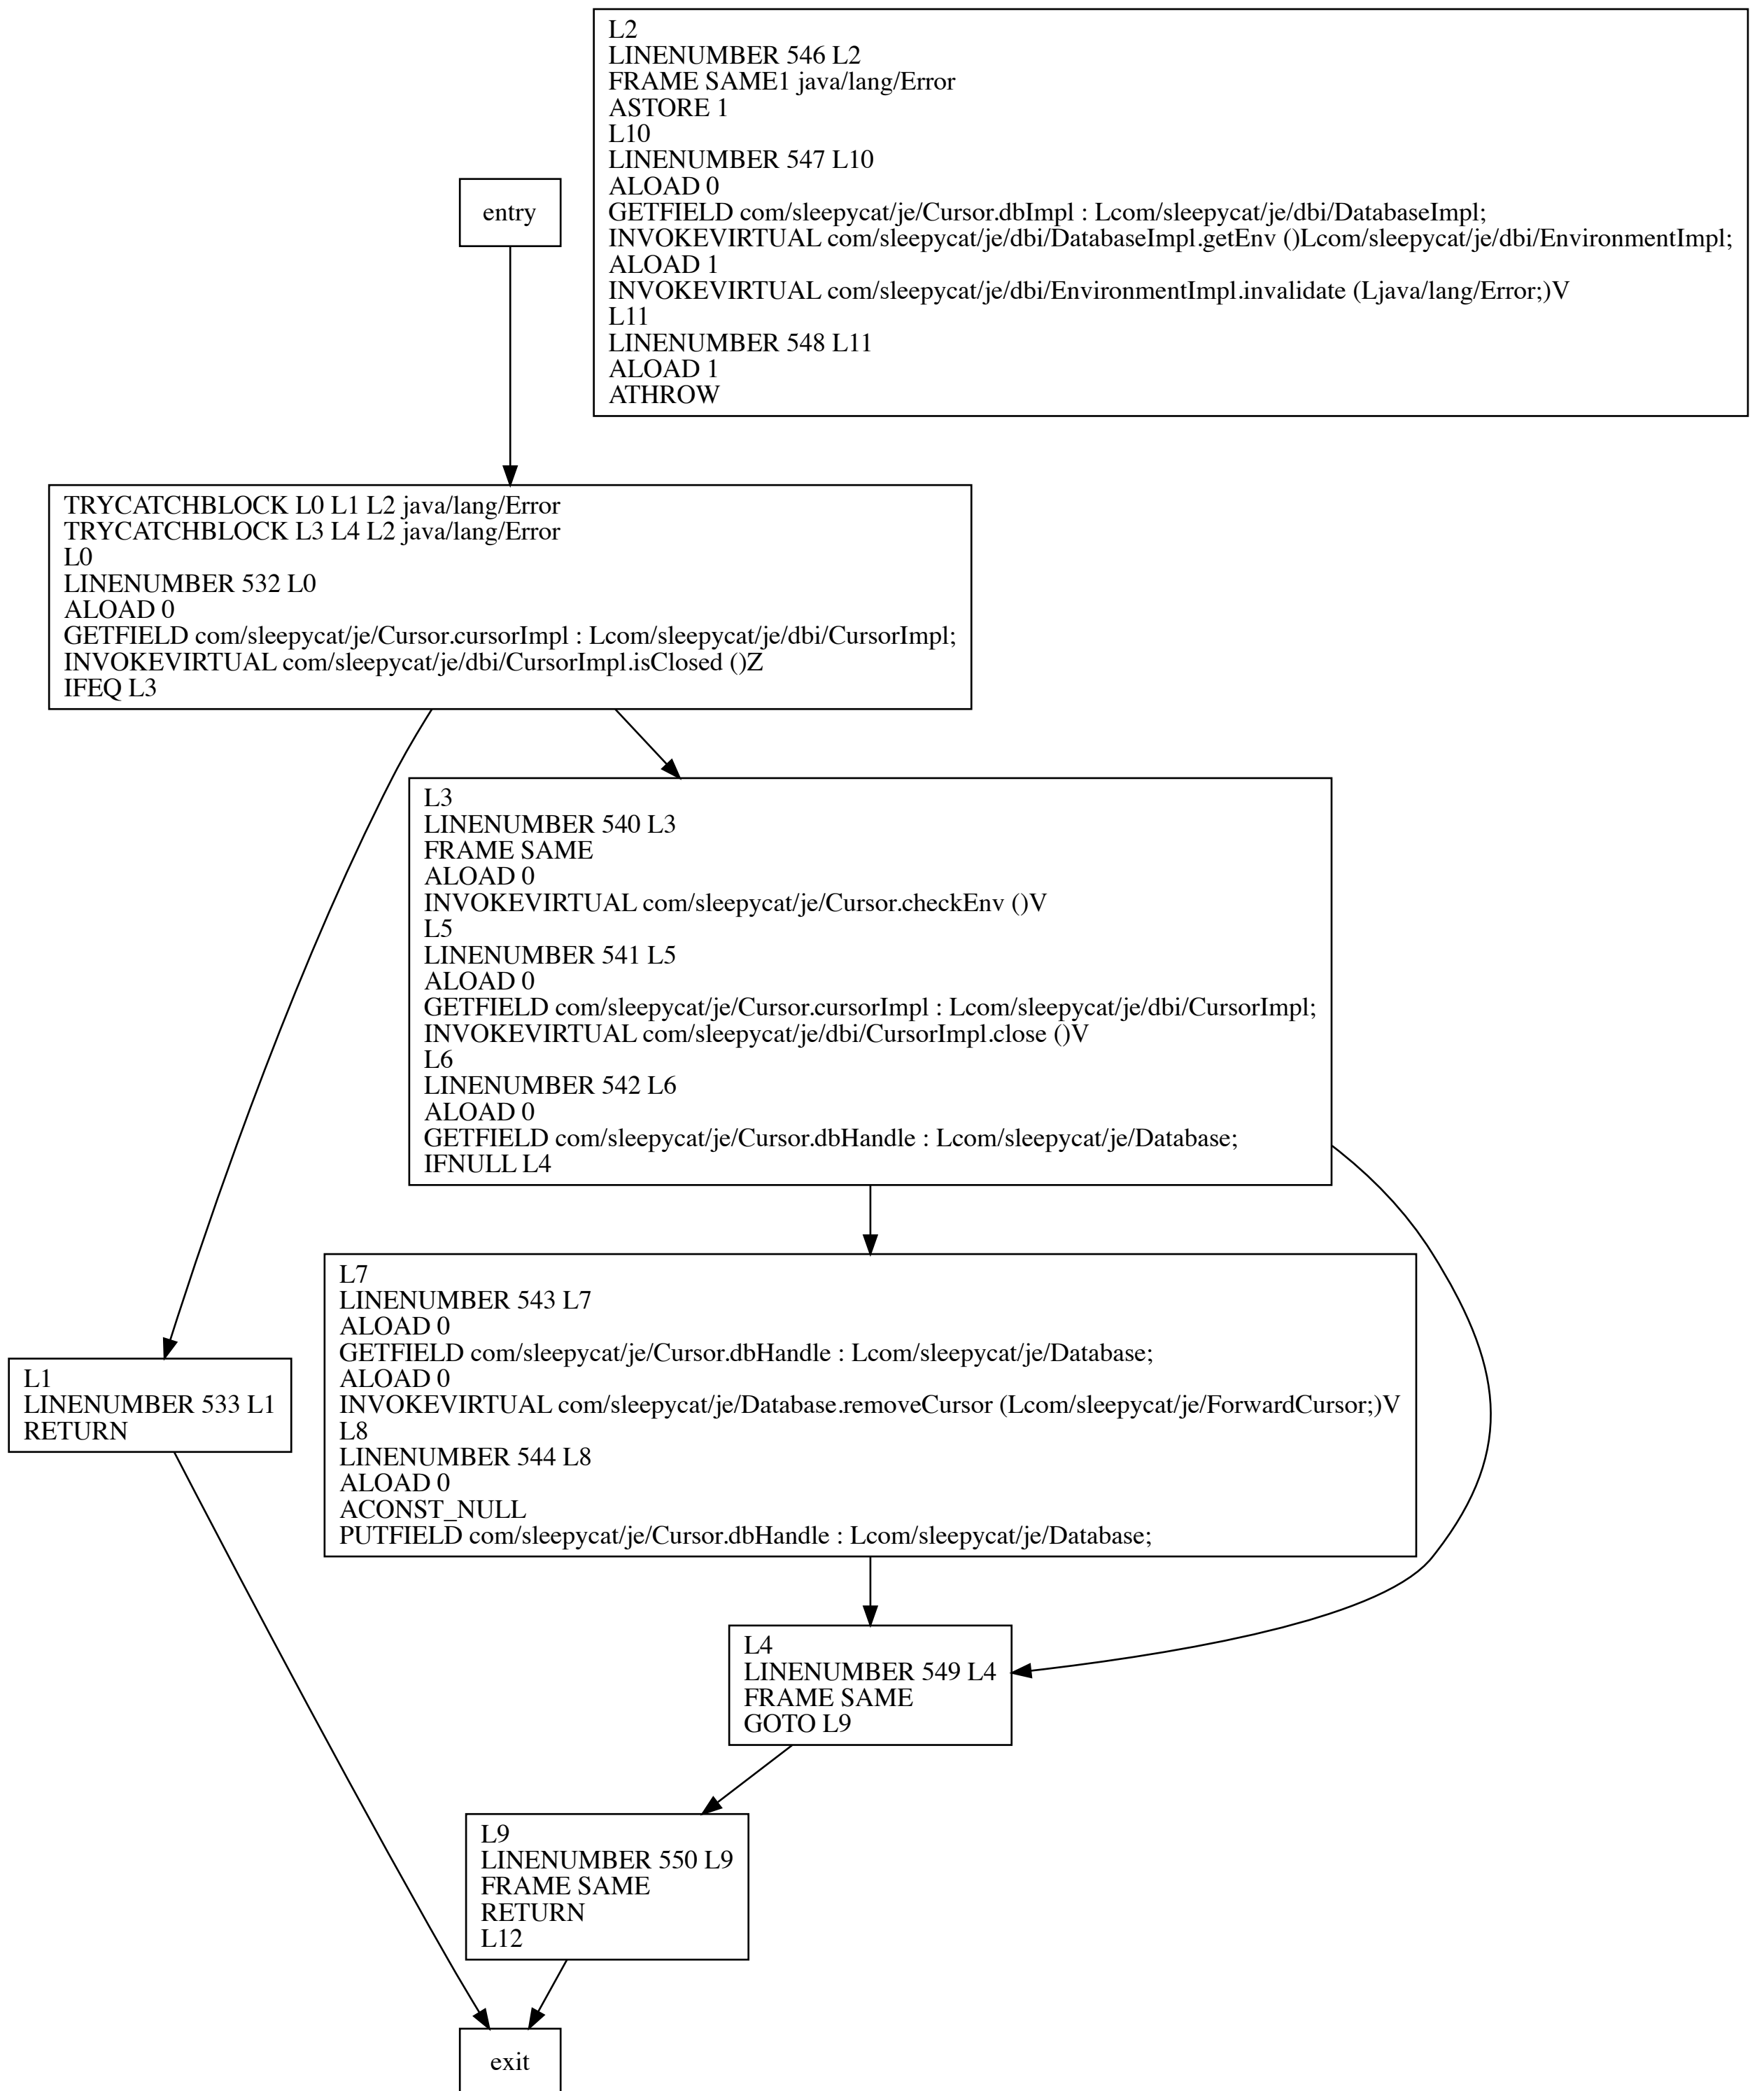 L2
LINENUMBER 546 L2
FRAME SAME1 java/lang/Error
ASTORE 1
L10
LINENUMBER 547 L10
ALOAD 0
GETFIELD com/sleepycat/je/Cursor.dbImpl : Lcom/sleepycat/je/dbi/DatabaseImpl;
INVOKEVIRTUAL com/sleepycat/je/dbi/DatabaseImpl.getEnv ()Lcom/sleepycat/je/dbi/EnvironmentImpl;
ALOAD 1
INVOKEVIRTUAL com/sleepycat/je/dbi/EnvironmentImpl.invalidate (Ljava/lang/Error;)V
L11
LINENUMBER 548 L11
ALOAD 1
ATHROW
entry
TRYCATCHBLOCK L0 L1 L2 java/lang/Error
TRYCATCHBLOCK L3 L4 L2 java/lang/Error
L0
LINENUMBER 532 L0
ALOAD 0
GETFIELD com/sleepycat/je/Cursor.cursorImpl : Lcom/sleepycat/je/dbi/CursorImpl;
INVOKEVIRTUAL com/sleepycat/je/dbi/CursorImpl.isClosed ()Z
IFEQ L3
L3
LINENUMBER 540 L3
FRAME SAME
ALOAD 0
INVOKEVIRTUAL com/sleepycat/je/Cursor.checkEnv ()V
L5
LINENUMBER 541 L5
ALOAD 0
GETFIELD com/sleepycat/je/Cursor.cursorImpl : Lcom/sleepycat/je/dbi/CursorImpl;
INVOKEVIRTUAL com/sleepycat/je/dbi/CursorImpl.close ()V
L6
LINENUMBER 542 L6
ALOAD 0
GETFIELD com/sleepycat/je/Cursor.dbHandle : Lcom/sleepycat/je/Database;
IFNULL L4
L7
LINENUMBER 543 L7
ALOAD 0
GETFIELD com/sleepycat/je/Cursor.dbHandle : Lcom/sleepycat/je/Database;
ALOAD 0
INVOKEVIRTUAL com/sleepycat/je/Database.removeCursor (Lcom/sleepycat/je/ForwardCursor;)V
L8
LINENUMBER 544 L8
ALOAD 0
ACONST_NULL
PUTFIELD com/sleepycat/je/Cursor.dbHandle : Lcom/sleepycat/je/Database;
L1
LINENUMBER 533 L1
RETURN
L4
LINENUMBER 549 L4
FRAME SAME
GOTO L9
L9
LINENUMBER 550 L9
FRAME SAME
RETURN
L12
exit